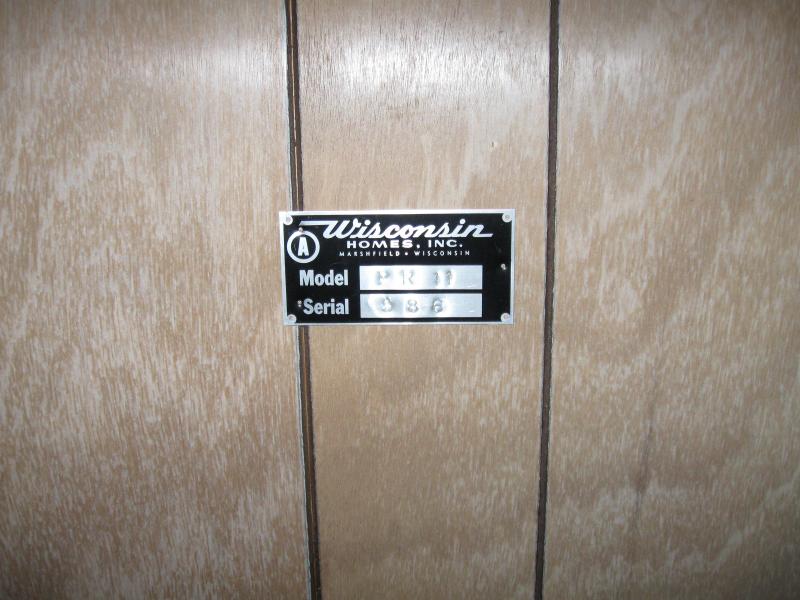 Wisconsin
A HOMES, INC.
MARSHFIELD • WISCONSIN
Model
Serial